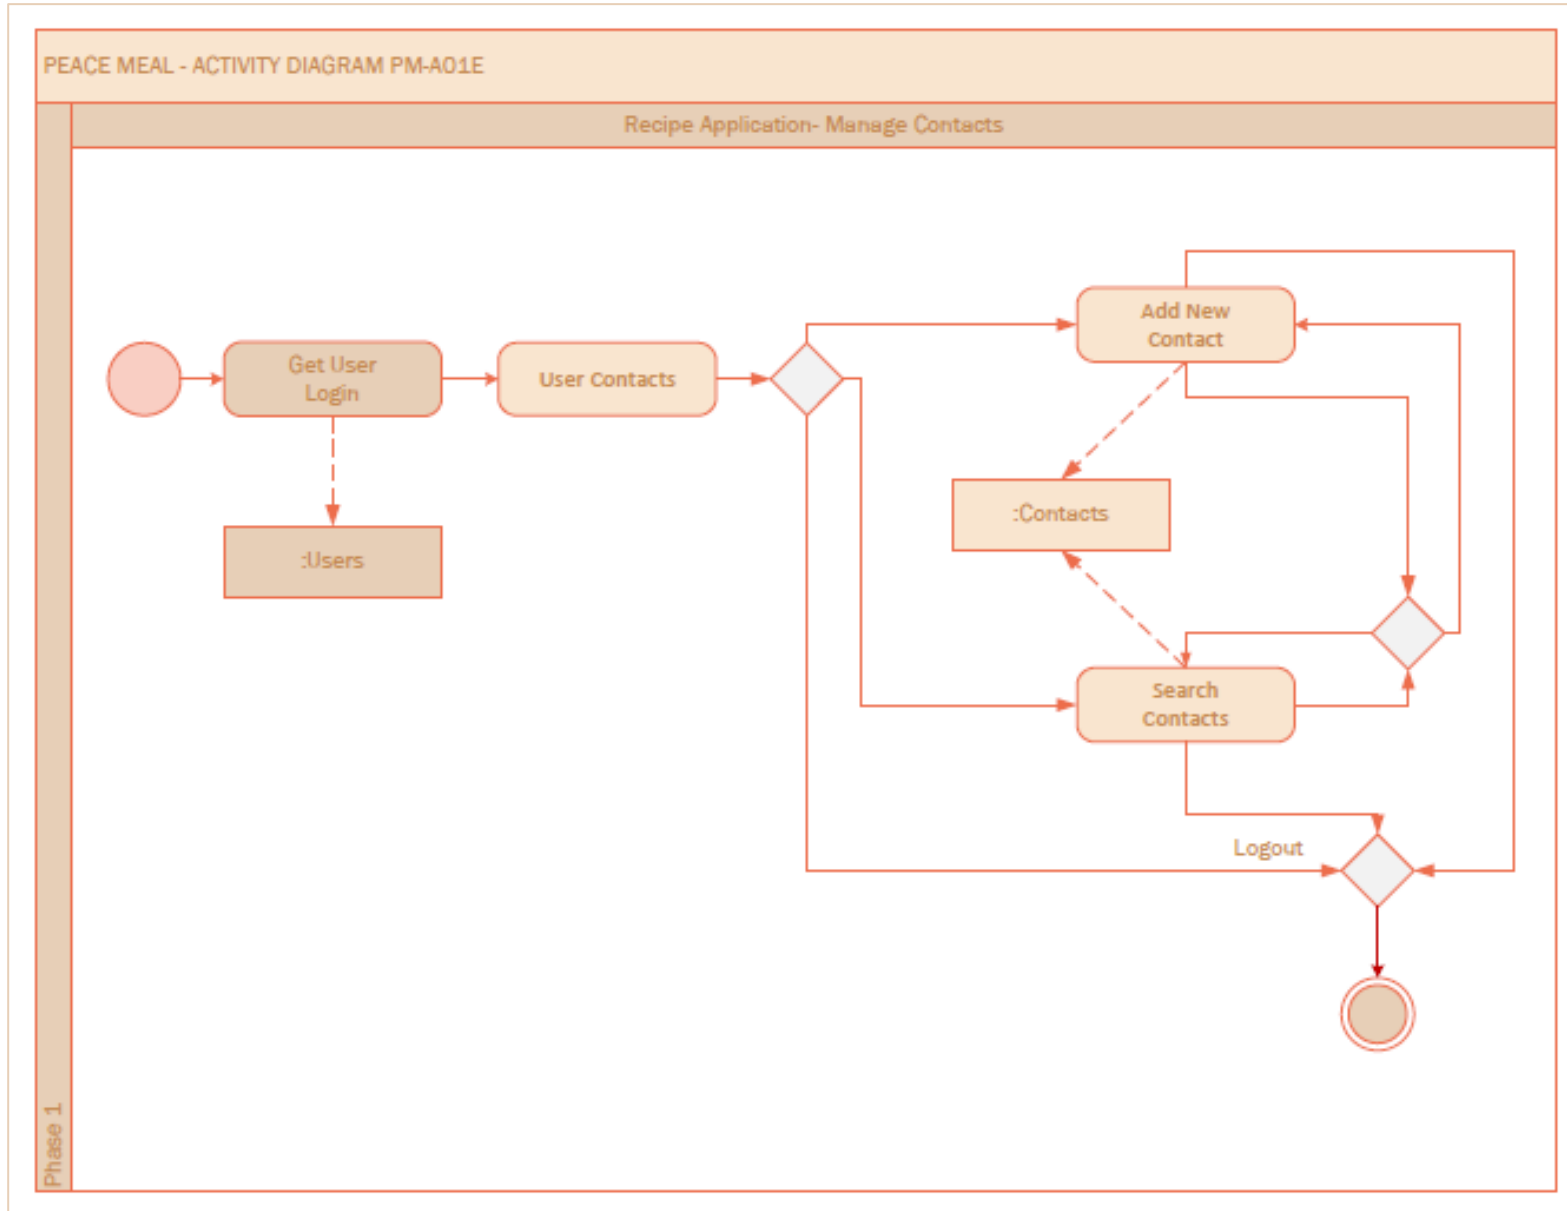 PEACE MEAL - ACTIVITY DIAGRAM PM-A01E
Recipe Application- Manage Contacts
Add New
Contact
Get User
Login
User Contacts
:Contacts
:Users
Search
Contacts
Logout
Phase 1